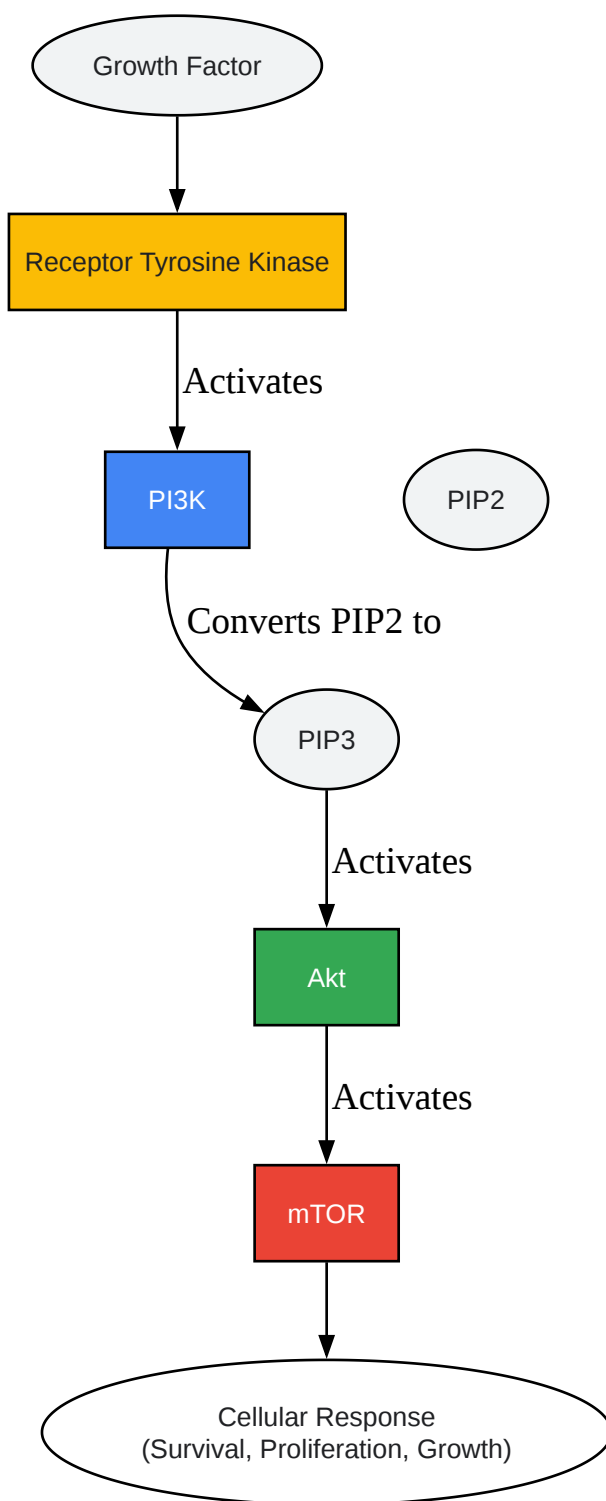 Growth Factor
Receptor Tyrosine Kinase
Activates
PI3K
PIP2
Converts PIP2 to
PIP3
Activates
Akt
Activates
mTOR
Cellular Response
(Survival, Proliferation, Growth)